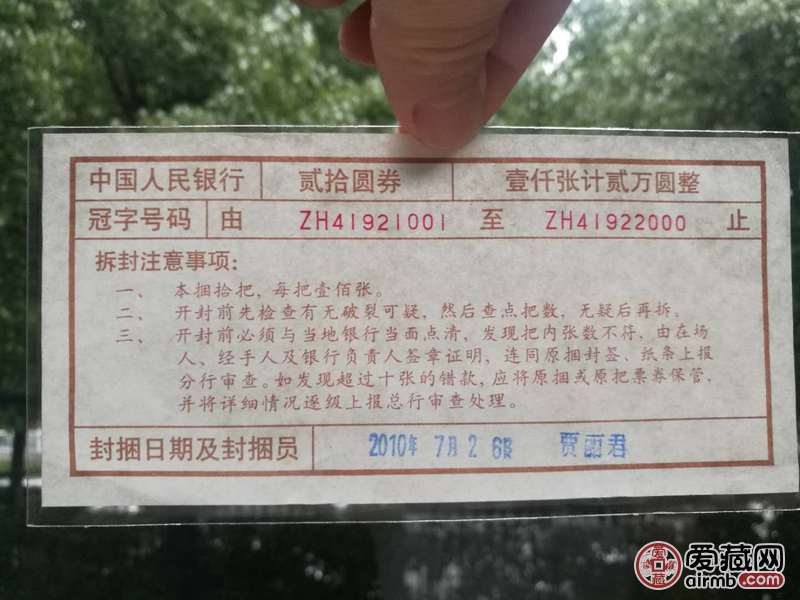 中国人民银行 贰拾圆券 壹仟张计贰万圆整
冠字号码 由 ZH41921001 至 ZH41922000 止
拆封注意事项：
一、 本捆拾把，每把壹佰张。
二、 开封前先检查有无破裂可疑，然后查点把数，无疑后再拆。
三、 开封前必须与当地银行当面点清，发现把内张数不符，由在场
人、经手人及银行负责人签章证明，连同原捆封签、纸条上报
分行审查。如发现超过十张的错款，应将原捆或原把票券保管，
并将详细情况逐级上报总行审查处理。
封捆日期及封捆员 2010年 7月 2 6日 贾丽君
爱藏网
airmb.com